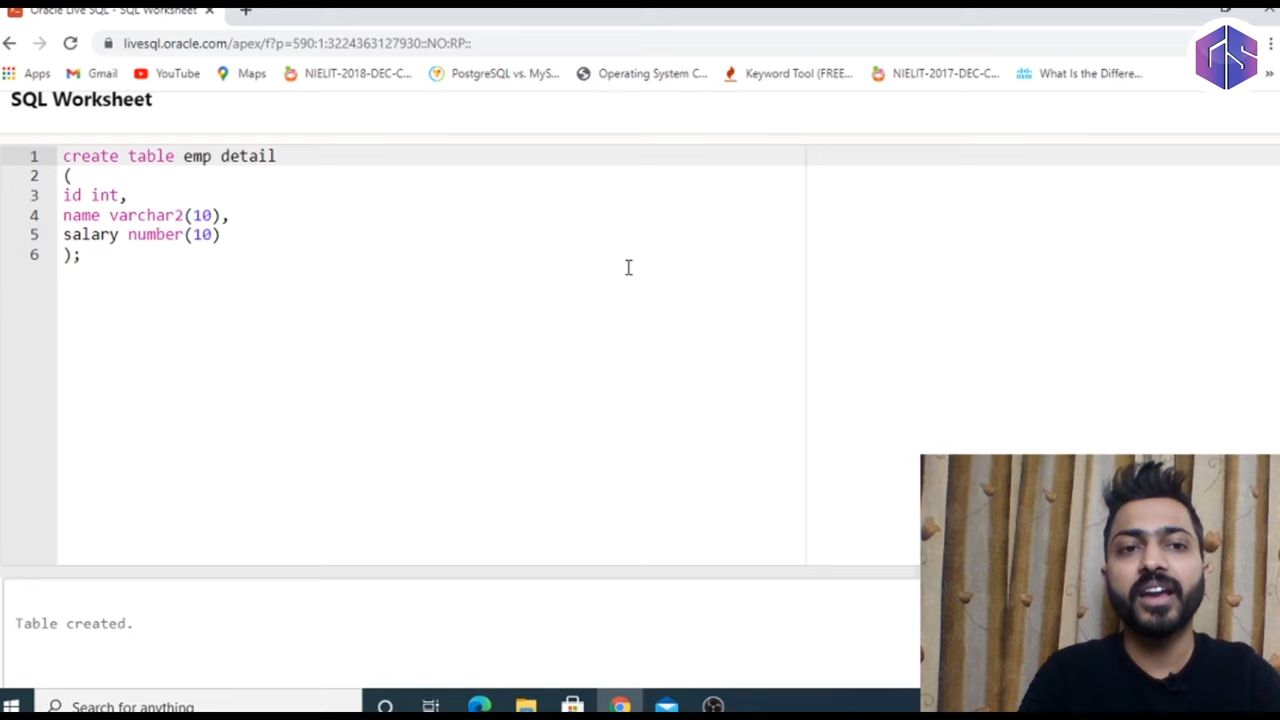 Oracle Live SQL - SQL Worksheet
livesql.oracle.com/apex/f?p=590:1:3224363127930::NO:RP::
Apps Gmail YouTube Maps NIELIT-2018-DEC-C... PostgreSQL vs. MyS... Operating System C... Keyword Tool (FREE... NIELIT-2017-DEC-C... What Is the Differe... »
SQL Worksheet
1 create table emp detail
2 (
3 id int,
4 name varchar2(10),
5 salary number(10)
6 );
Table created.
Search for anything